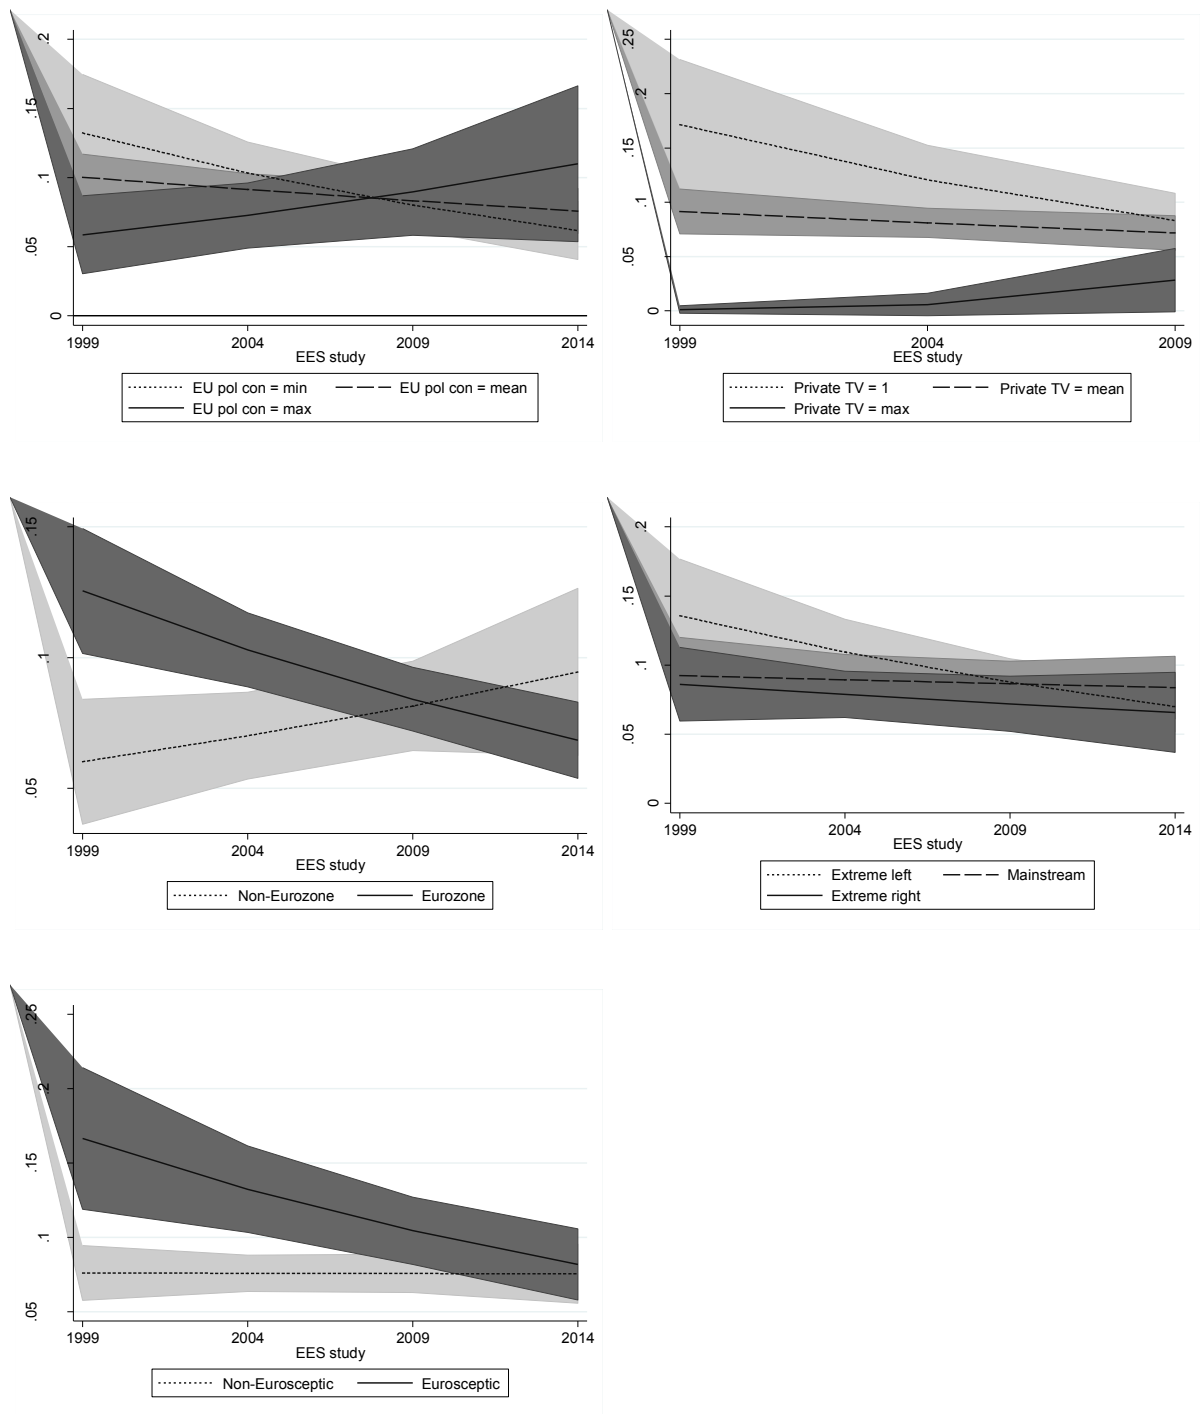 .2
.15
.1
.05
0
1999 2004 2009 2014
EES study
EU pol con = min EU pol con = mean
EU pol con = max
.25
.2
.15
.1
.05
0
1999 2004 2009
EES study
Private TV = 1 Private TV = mean
Private TV = max
.15
.1
.05
1999 2004 2009 2014
EES study
Non-Eurozone Eurozone
.2
.15
.1
.05
0
1999 2004 2009 2014
EES study
Extreme left Mainstream
Extreme right
.25
.2
.15
.1
.05
1999 2004 2009 2014
EES study
Non-Eurosceptic Eurosceptic